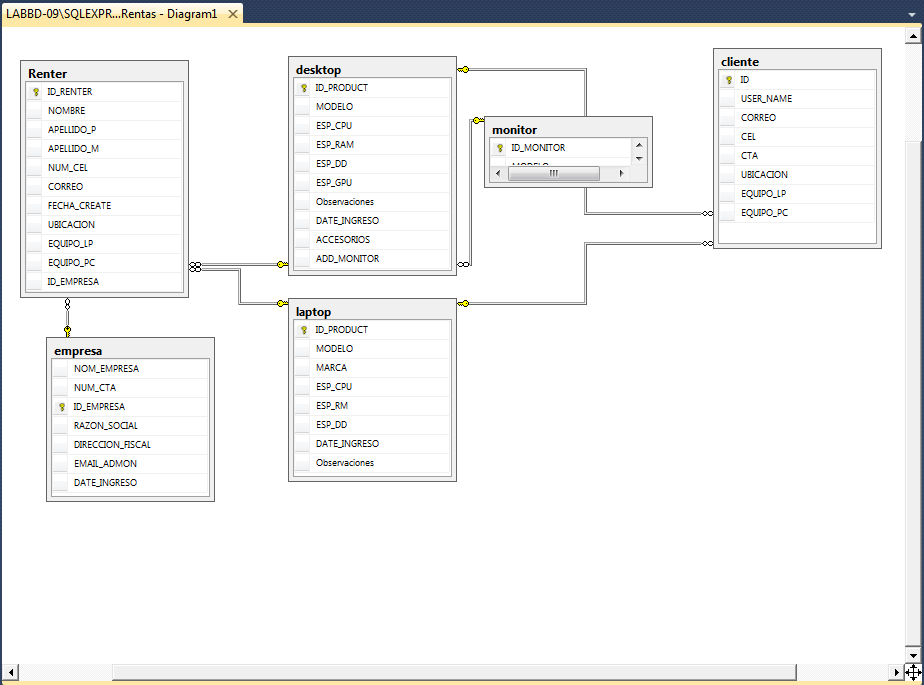 LABBD-09\SQLEXPR...Rentas - Diagram1
Renter
ID_RENTER
NOMBRE
APELLIDO_P
APELLIDO_M
NUM_CEL
CORREO
FECHA_CREATE
UBICACION
EQUIPO_LP
EQUIPO_PC
ID_EMPRESA
empresa
NOM_EMPRESA
NUM_CTA
ID_EMPRESA
RAZON_SOCIAL
DIRECCION_FISCAL
EMAIL_ADMON
DATE_INGRESO
desktop
ID_PRODUCT
MODELO
ESP_CPU
ESP_RAM
ESP_DD
ESP_GPU
Observaciones
DATE_INGRESO
ACCESORIOS
ADD_MONITOR
laptop
ID_PRODUCT
MODELO
MARCA
ESP_CPU
ESP_RM
ESP_DD
DATE_INGRESO
Observaciones
monitor
ID_MONITOR
MODELO
cliente
ID
USER_NAME
CORREO
CEL
CTA
UBICACION
EQUIPO_LP
EQUIPO_PC